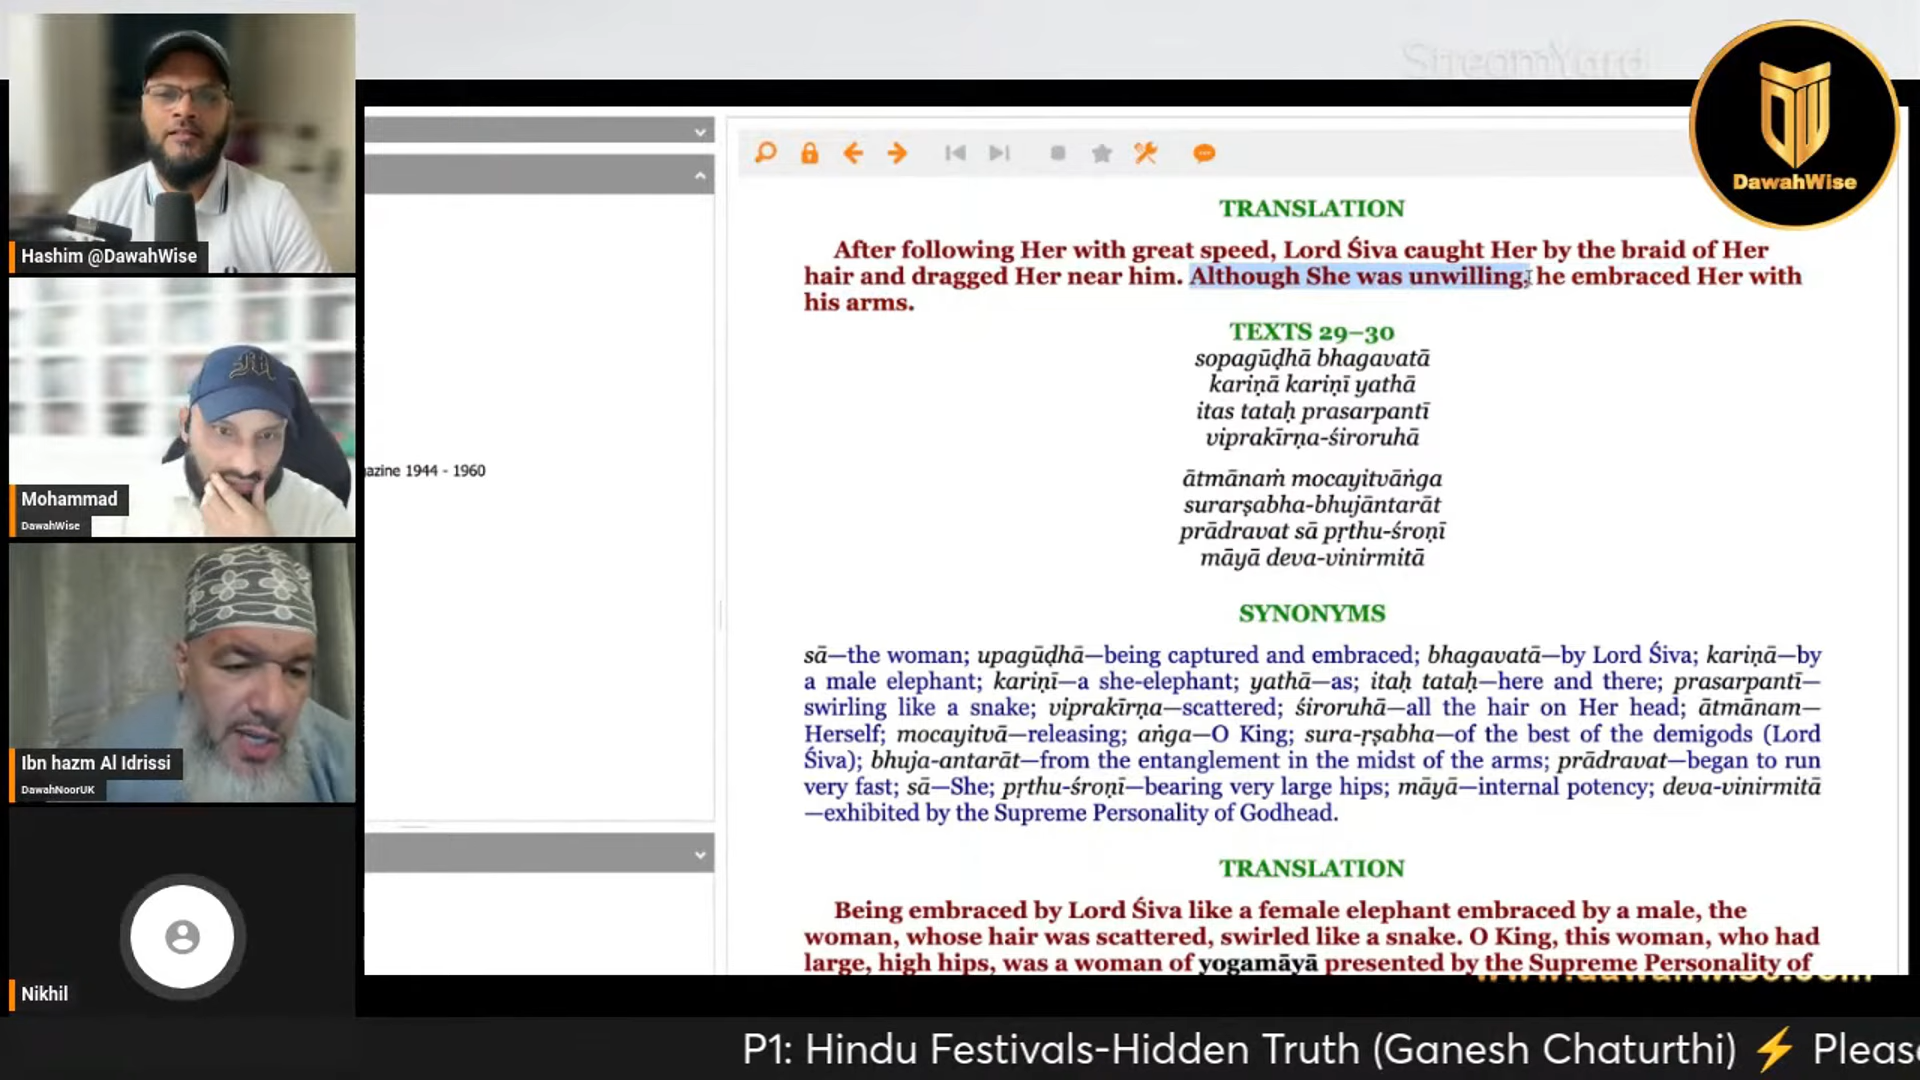 StreamYard
DawahWise
Hashim @DawahWise
Mohammad
DawahWise
Ibn hazm Al Idrissi
DawahNoorUK
Nikhil
azine 1944 - 1960
TRANSLATION
After following Her with great speed, Lord Śiva caught Her by the braid of Her
hair and dragged Her near him. Although She was unwilling, he embraced Her with
his arms.
TEXTS 29–30
sopagūḍhā bhagavatā
kariṇā kariṇī yathā
itas tataḥ prasarpantī
viprakīrṇa-śiroruhā
ātmānaṁ mocayitvāṅga
surarṣabha-bhujāntarāt
prādravat sā pṛthu-śroṇī
māyā deva-vinirmitā
SYNONYMS
sā—the woman; upagūḍhā—being captured and embraced; bhagavatā—by Lord Śiva; kariṇā—by
a male elephant; kariṇī—a she-elephant; yathā—as; itaḥ tataḥ—here and there; prasarpantī—
swirling like a snake; viprakīrṇa—scattered; śiroruhā—all the hair on Her head; ātmānam—
Herself; mocayitvā—releasing; aṅga—O King; sura-ṛṣabha—of the best of the demigods (Lord
Śiva); bhuja-antarāt—from the entanglement in the midst of the arms; prādravat—began to run
very fast; sā—She; pṛthu-śroṇī—bearing very large hips; māyā—internal potency; deva-vinirmitā
—exhibited by the Supreme Personality of Godhead.
TRANSLATION
Being embraced by Lord Śiva like a female elephant embraced by a male, the
woman, whose hair was scattered, swirled like a snake. O King, this woman, who had
large, high hips, was a woman of yogamāyā presented by the Supreme Personality of
www.dawahwise.com
P1: Hindu Festivals-Hidden Truth (Ganesh Chaturthi) ⚡ Pleas